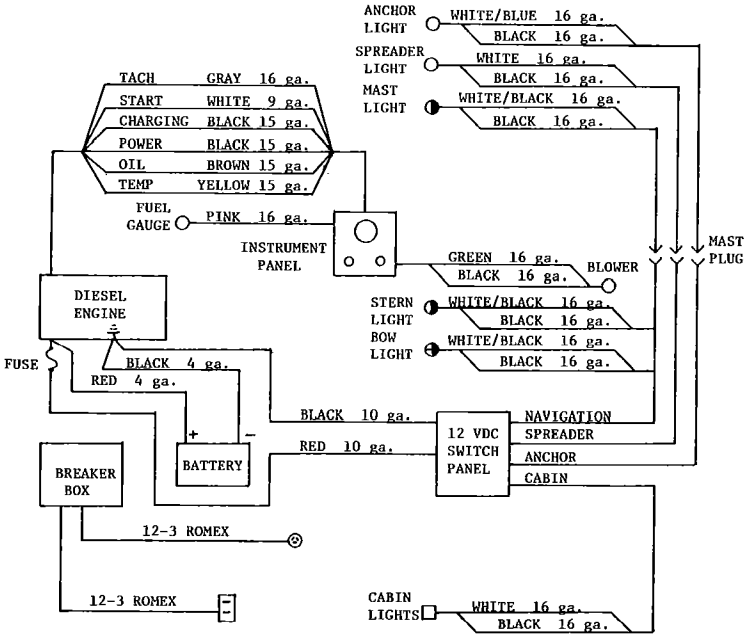 ANCHOR LIGHT
WHITE/BLUE 16 ga.
BLACK 16 ga.
SPREADER LIGHT
WHITE 16 ga.
BLACK 16 ga.
MAST LIGHT
WHITE/BLACK 16 ga.
BLACK 16 ga.
TACH GRAY 16 ga.
START WHITE 9 ga.
CHARGING BLACK 15 ga.
POWER BLACK 15 ga.
OIL BROWN 15 ga.
TEMP YELLOW 15 ga.
FUEL GAUGE
PINK 16 ga.
INSTRUMENT PANEL
MAST PLUG
GREEN 16 ga.
BLACK 16 ga.
BLOWER
DIESEL ENGINE
STERN LIGHT
WHITE/BLACK 16 ga.
BLACK 16 ga.
BOW LIGHT
WHITE/BLACK 16 ga.
BLACK 16 ga.
FUSE
BLACK 4 ga.
RED 4 ga.
+ −
BATTERY
BLACK 10 ga.
RED 10 ga.
12 VDC SWITCH PANEL
NAVIGATION
SPREADER
ANCHOR
CABIN
BREAKER BOX
12-3 ROMEX
12-3 ROMEX
CABIN LIGHTS
WHITE 16 ga.
BLACK 16 ga.